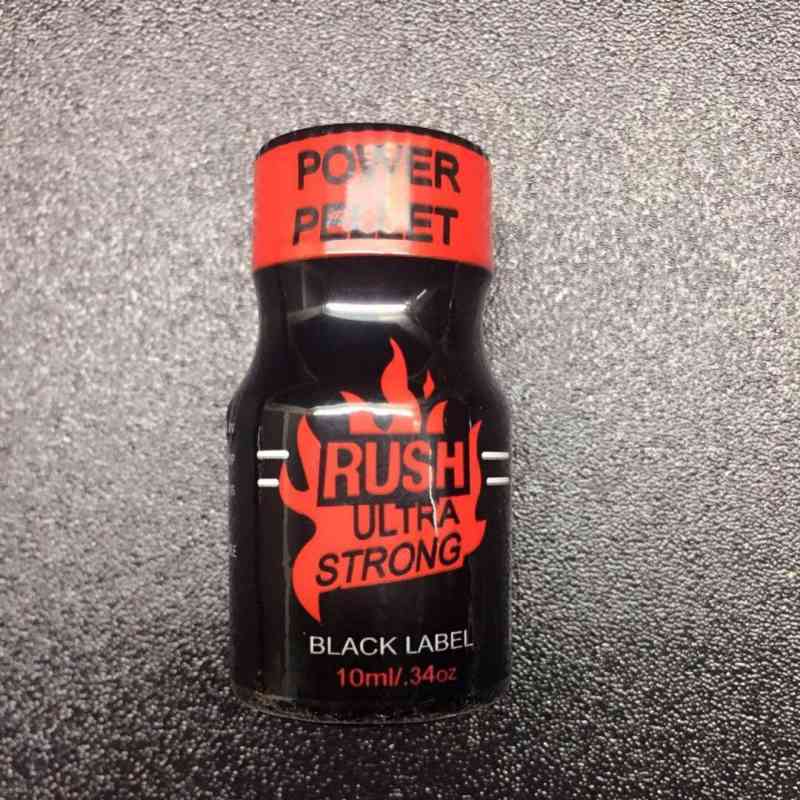 POWER
PELLET
RUSH
ULTRA
STRONG
BLACK LABEL
10ml/.34oz